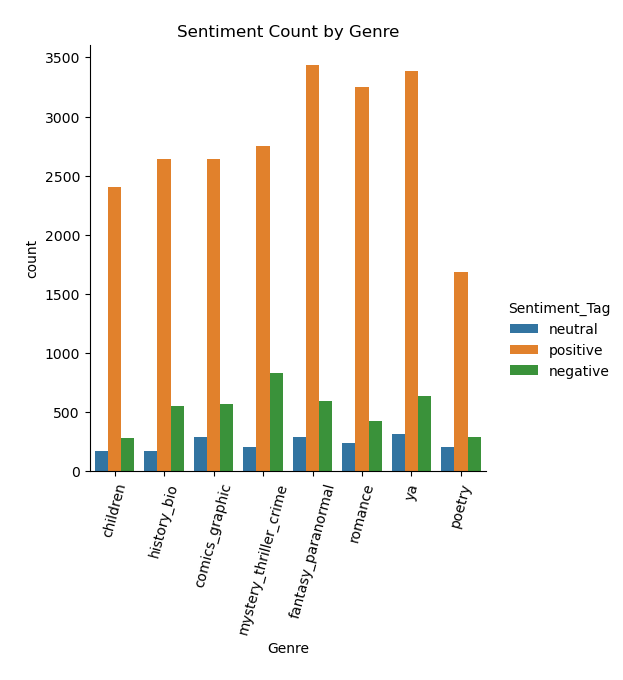 Sentiment Count by Genre
3500
3000
2500
2000
1500
1000
500
0
count
children
history_bio
comics_graphic
mystery_thriller_crime
fantasy_paranormal
romance
ya
poetry
Genre
Sentiment_Tag
neutral
positive
negative